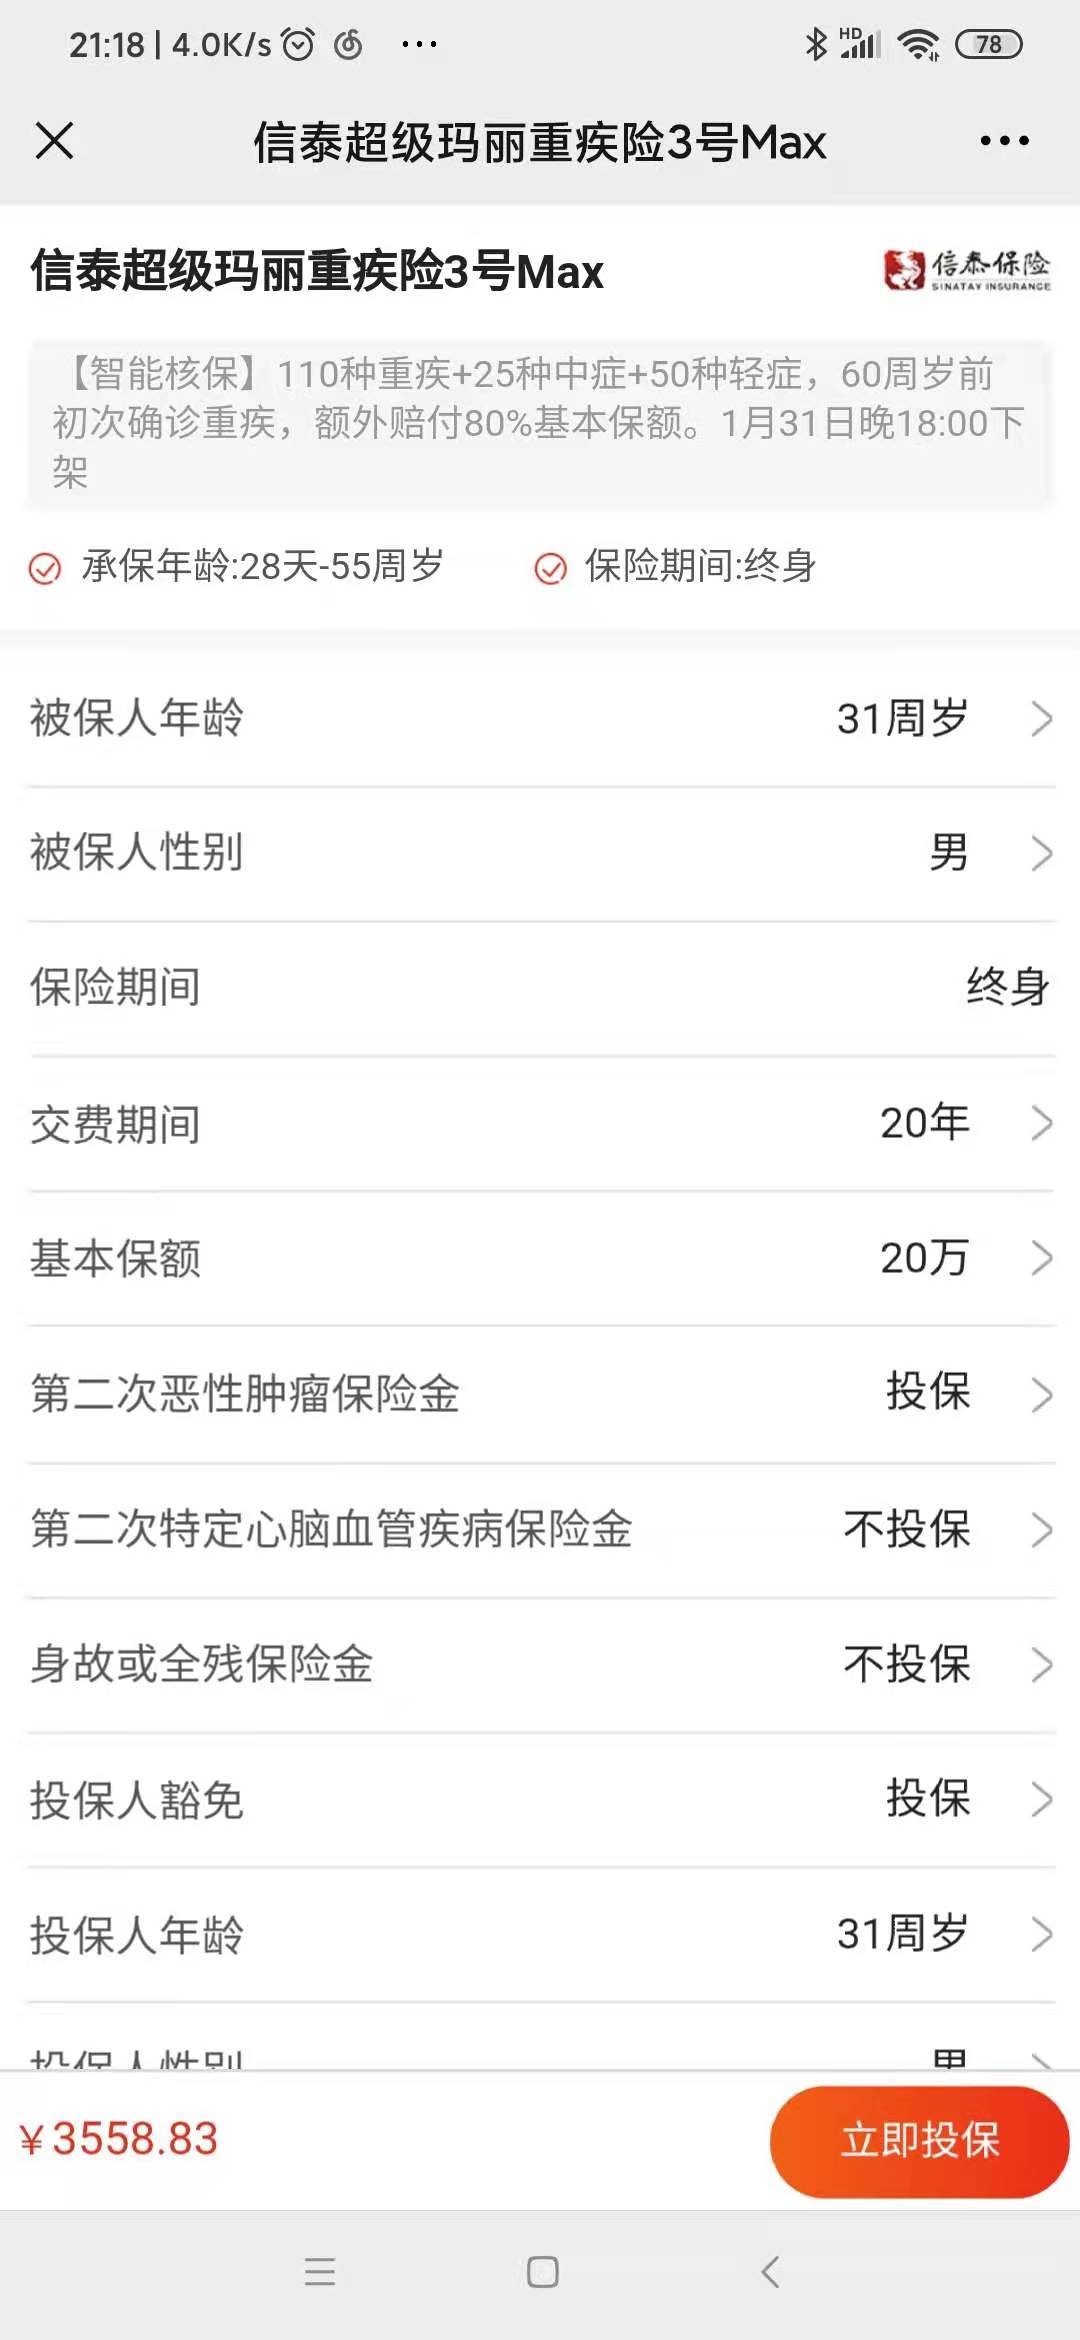 21:18 | 4.0K/s ...
HD 78
信泰超级玛丽重疾险3号Max
信泰超级玛丽重疾险3号Max
信泰保险
SINATAY INSURANCE
【智能核保】110种重疾+25种中症+50种轻症，60周岁前
初次确诊重疾，额外赔付80%基本保额。1月31日晚18:00下
架
承保年龄:28天-55周岁 保险期间:终身
被保人年龄 31周岁
被保人性别 男
保险期间 终身
交费期间 20年
基本保额 20万
第二次恶性肿瘤保险金 投保
第二次特定心脑血管疾病保险金 不投保
身故或全残保险金 不投保
投保人豁免 投保
投保人年龄 31周岁
投保人性别 男
￥3558.83 立即投保